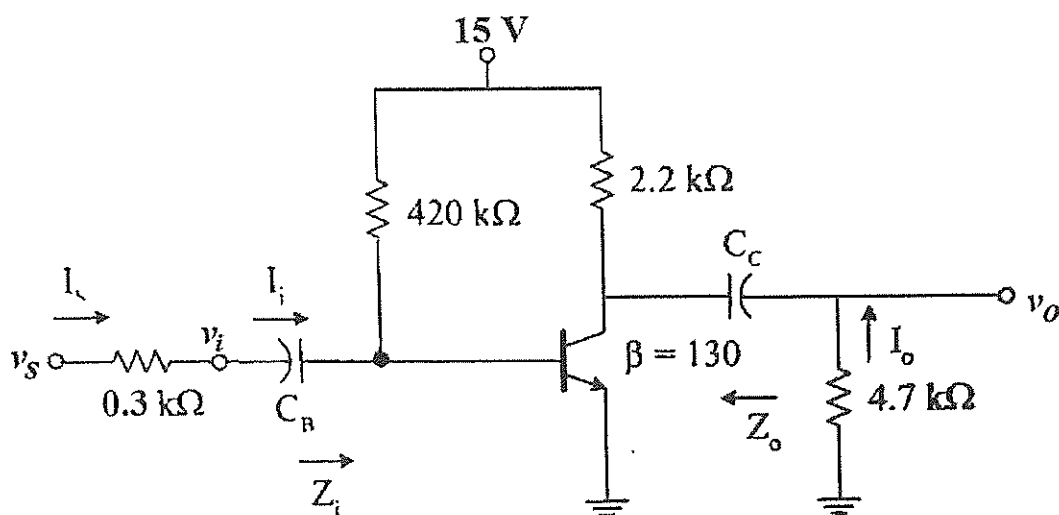 15 V
2.2 kΩ
420 kΩ
C_C
I_i
v_o
v_s
v_i
β = 130
I_o
0.3 kΩ
C_B
Z_o
4.7 kΩ
Z_i